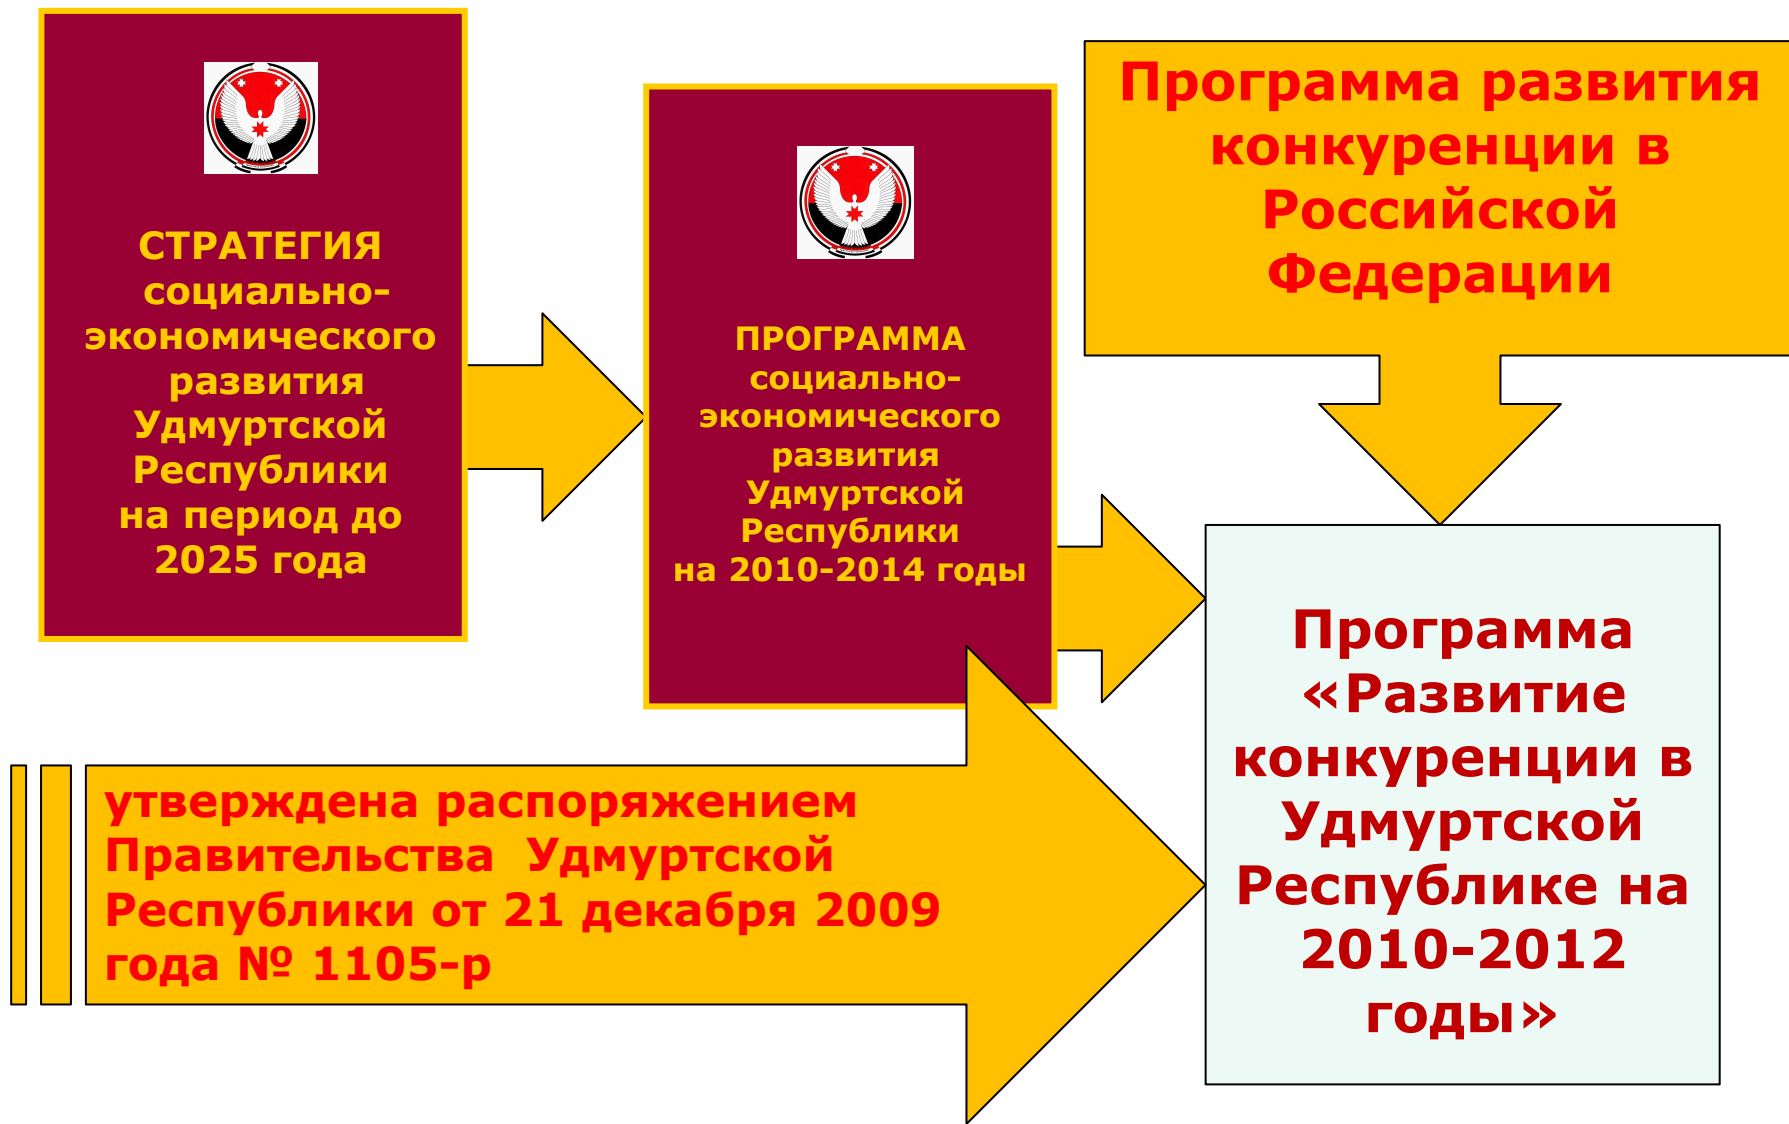 СТРАТЕГИЯ
социально-
экономического
развития
Удмуртской
Республики
на период до
2025 года
ПРОГРАММА
социально-
экономического
развития
Удмуртской
Республики
на 2010-2014 годы
Программа развития
конкуренции в
Российской
Федерации
утверждена распоряжением
Правительства Удмуртской
Республики от 21 декабря 2009
года № 1105-р
Программа
«Развитие
конкуренции в
Удмуртской
Республике на
2010-2012
годы»